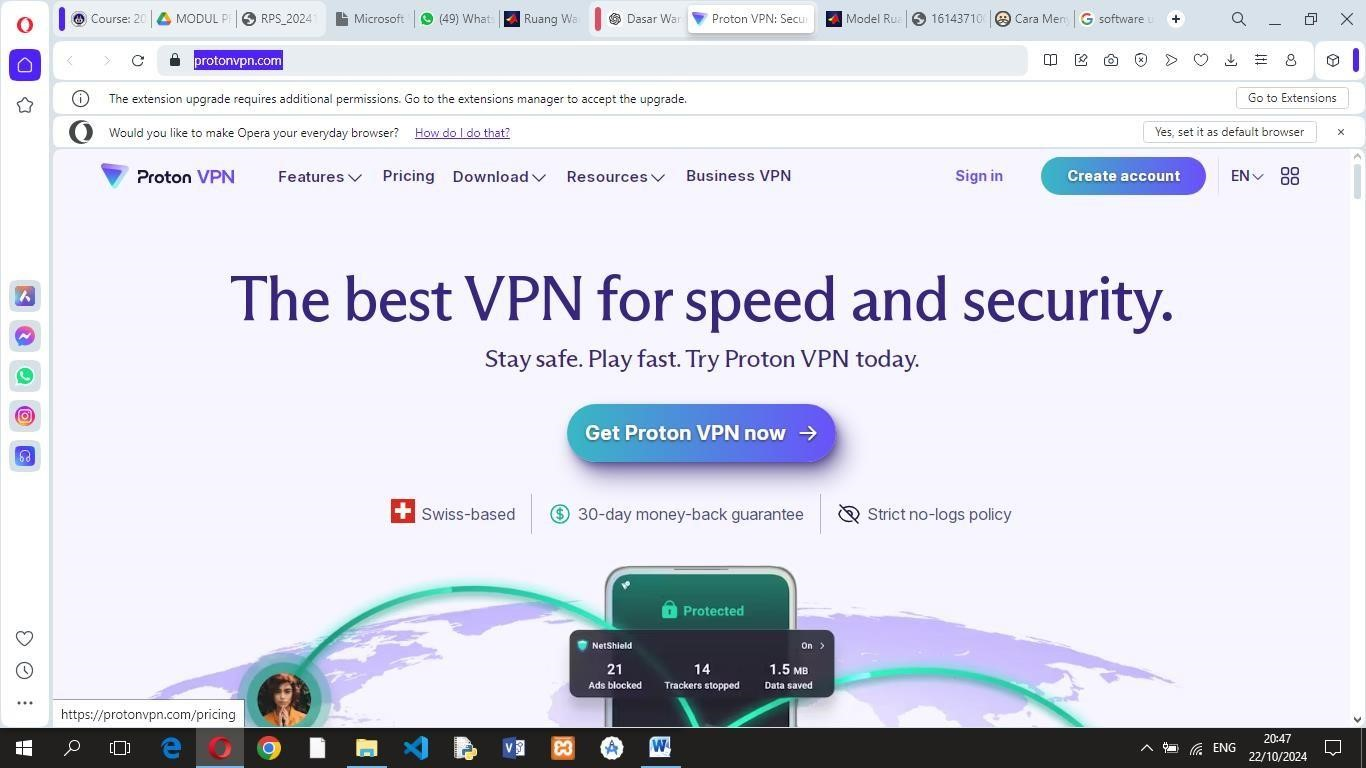 Course: 20
MODUL P
RPS_2024
Microsoft
(49) What
Ruang Wa
Dasar War
Proton VPN: Secu
Model Rua
161437100
Cara Men
software u
protonvpn.com
The extension upgrade requires additional permissions. Go to the extensions manager to accept the upgrade.
Go to Extensions
Would you like to make Opera your everyday browser?
How do I do that?
Yes, set it as default browser
Proton VPN
Features
Pricing
Download
Resources
Business VPN
Sign in
Create account
EN
The best VPN for speed and security.
Stay safe. Play fast. Try Proton VPN today.
Get Proton VPN now
Swiss-based
30-day money-back guarantee
Strict no-logs policy
Protected
NetShield
On
21
14
1.5 MB
Ads blocked
Trackers stopped
Data saved
https://protonvpn.com/pricing
ENG
20:47
22/10/2024